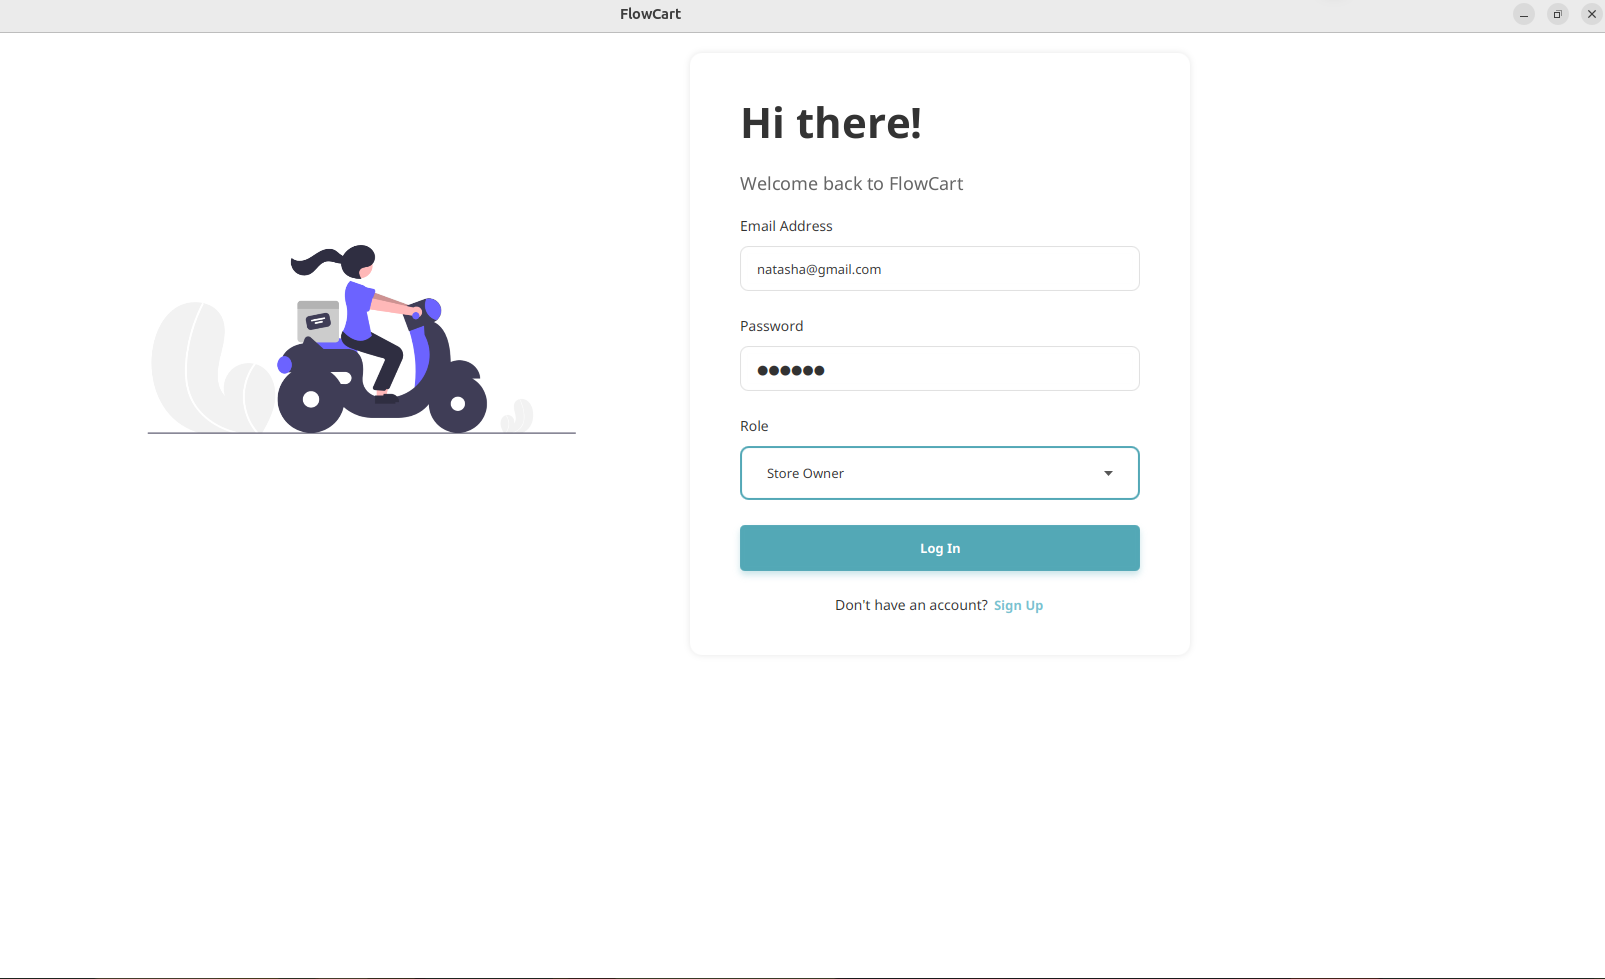 FlowCart
Hi there!
Welcome back to FlowCart
Email Address
natasha@gmail.com
Password
●●●●●●
Role
Store Owner
Log In
Don't have an account? Sign Up